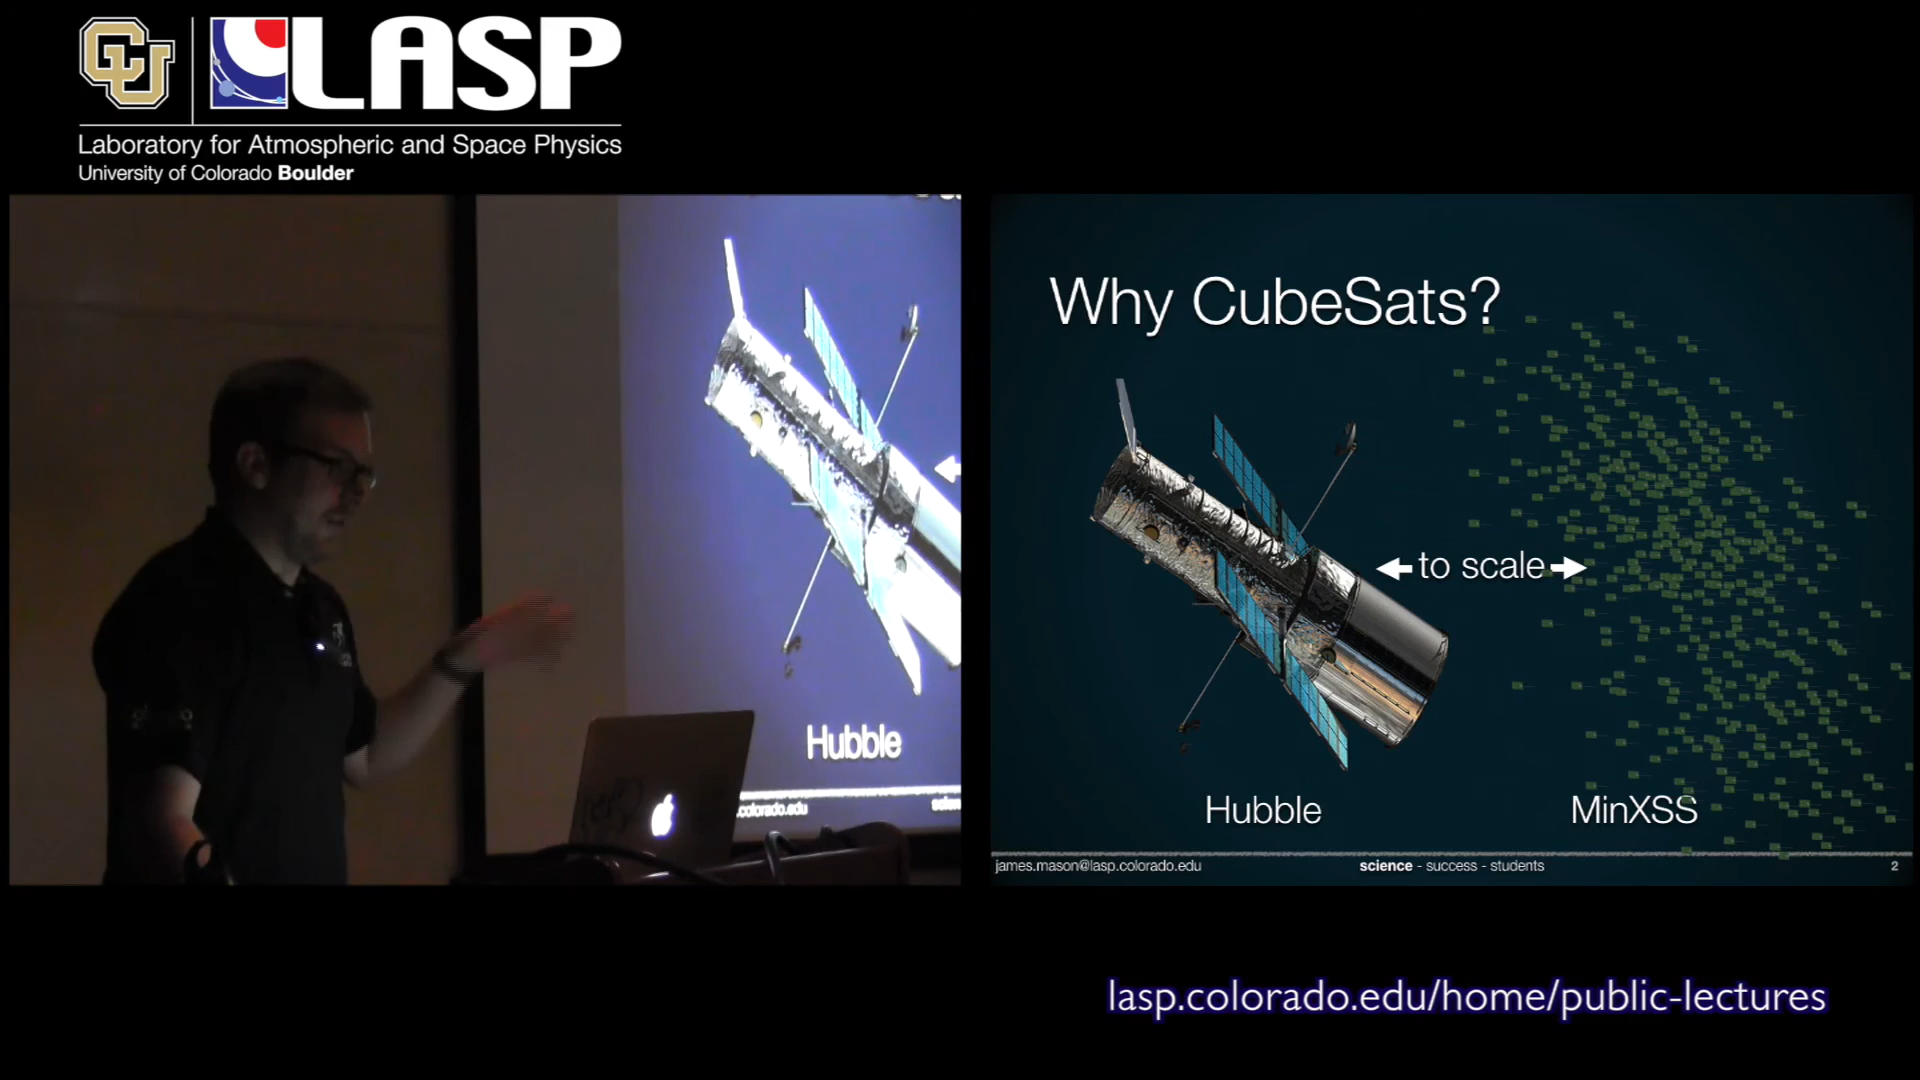 CU
LASP
Laboratory for Atmospheric and Space Physics
University of Colorado Boulder
Hubble
.colorado.edu
Why CubeSats?
to scale
Hubble
MinXSS
james.mason@lasp.colorado.edu
science - success - students
2
lasp.colorado.edu/home/public-lectures